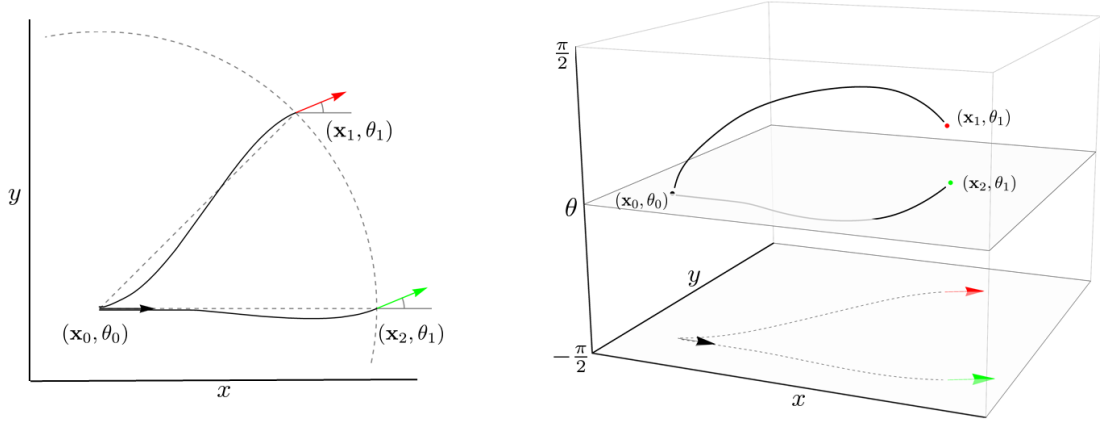 y
(x₁, θ₁)
(x₀, θ₀)
(x₂, θ₁)
x
π/2
(x₁, θ₁)
(x₂, θ₁)
(x₀, θ₀)
θ
y
−π/2
x